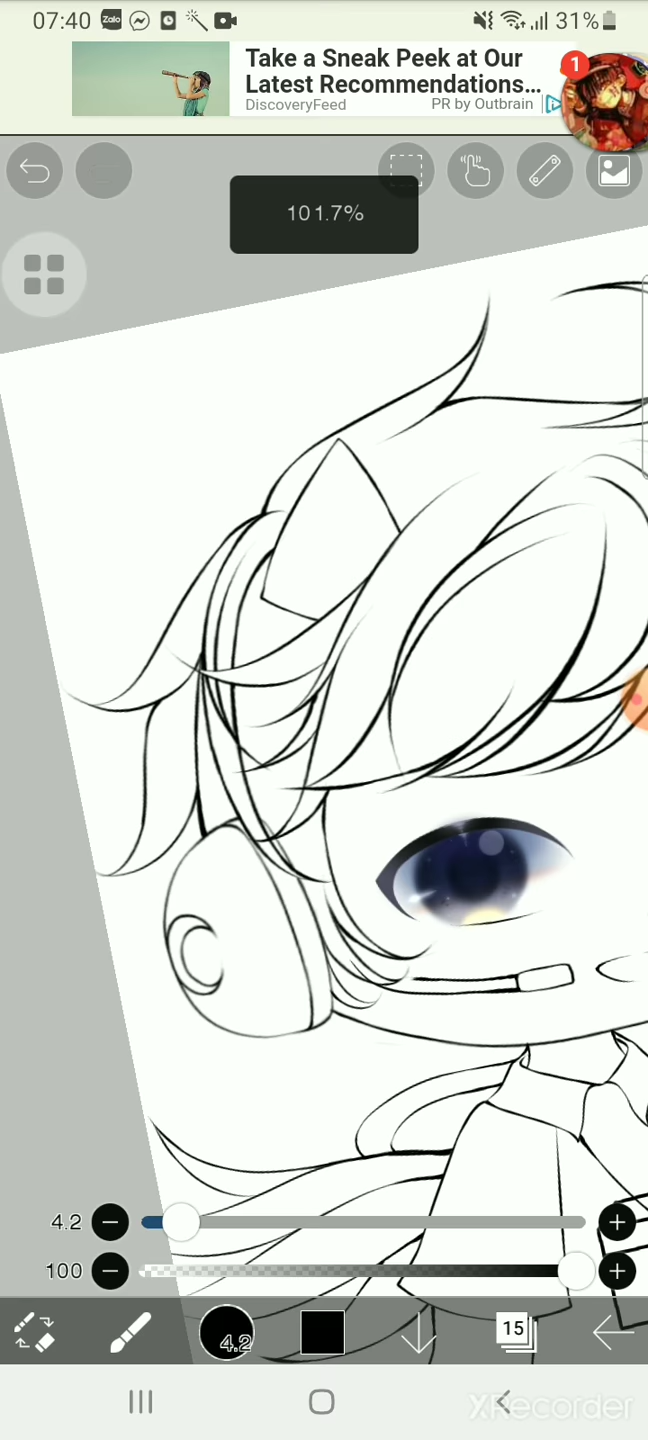 07:40 Zalo 31%
Take a Sneak Peek at Our
Latest Recommendations...
DiscoveryFeed PR by Outbrain
1
101.7%
4.2
100
4.2
15
XRecorder